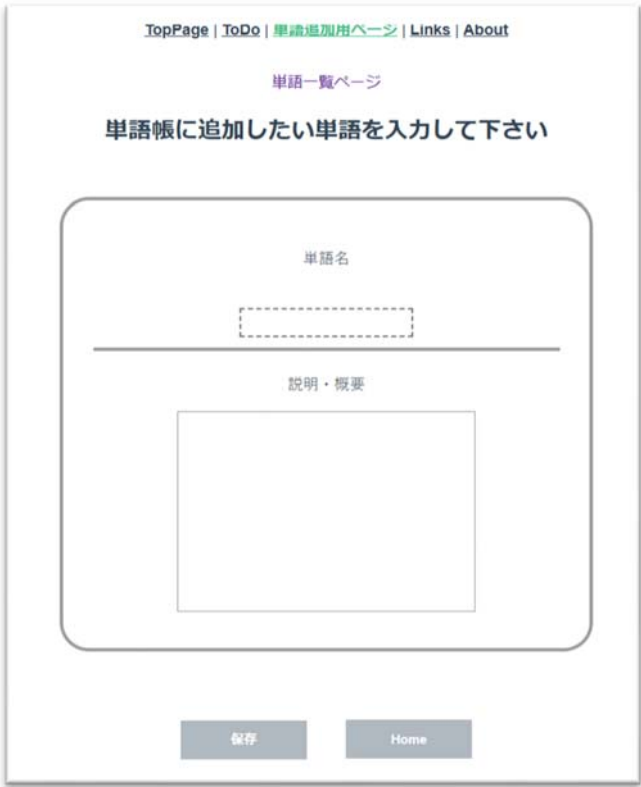 TopPage | ToDo | 単語追加用ページ | Links | About
単語一覧ページ
単語帳に追加したい単語を入力して下さい
単語名
説明・概要
保存
Home